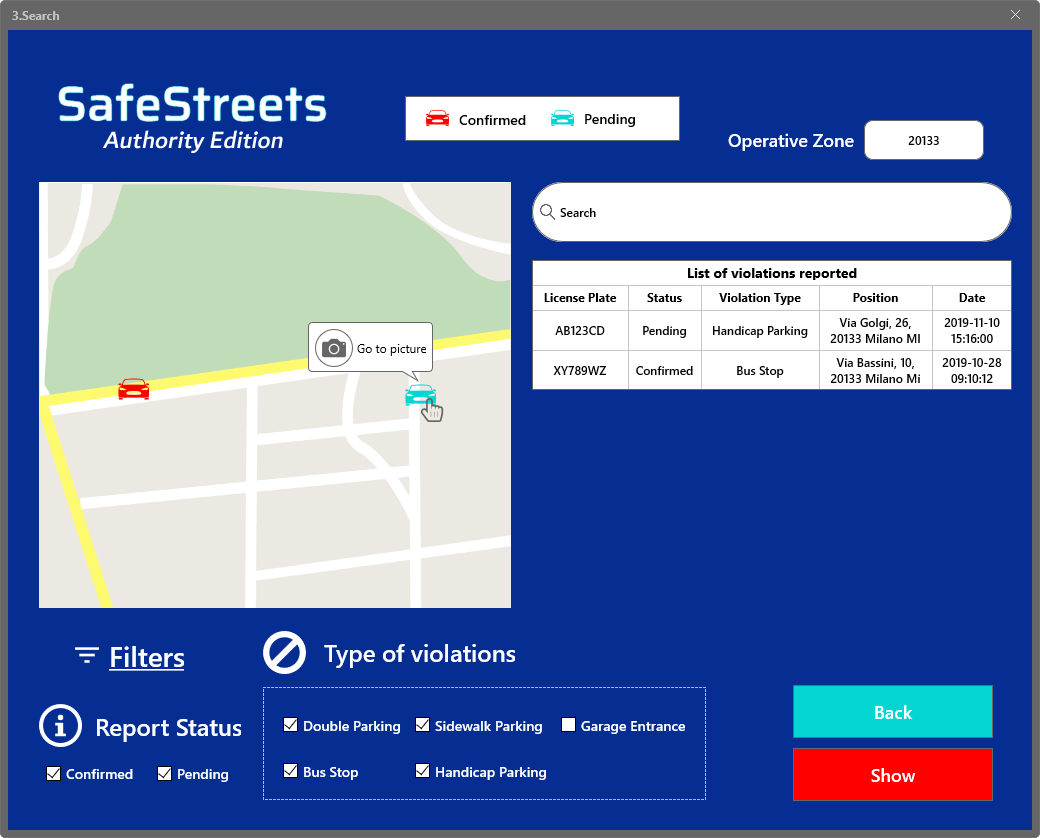 3.Search
SafeStreets
Authority Edition
Confirmed
Pending
Operative Zone
20133
Search
List of violations reported
License Plate Status Violation Type Position Date
AB123CD Pending Handicap Parking Via Golgi, 26, 2019-11-10
20133 Milano MI 15:16:00
XY789WZ Confirmed Bus Stop Via Bassini, 10, 2019-10-28
20133 Milano Mi 09:10:12
Go to picture
Filters
Type of violations
Report Status
Confirmed Pending
Double Parking Sidewalk Parking Garage Entrance
Bus Stop Handicap Parking
Back
Show